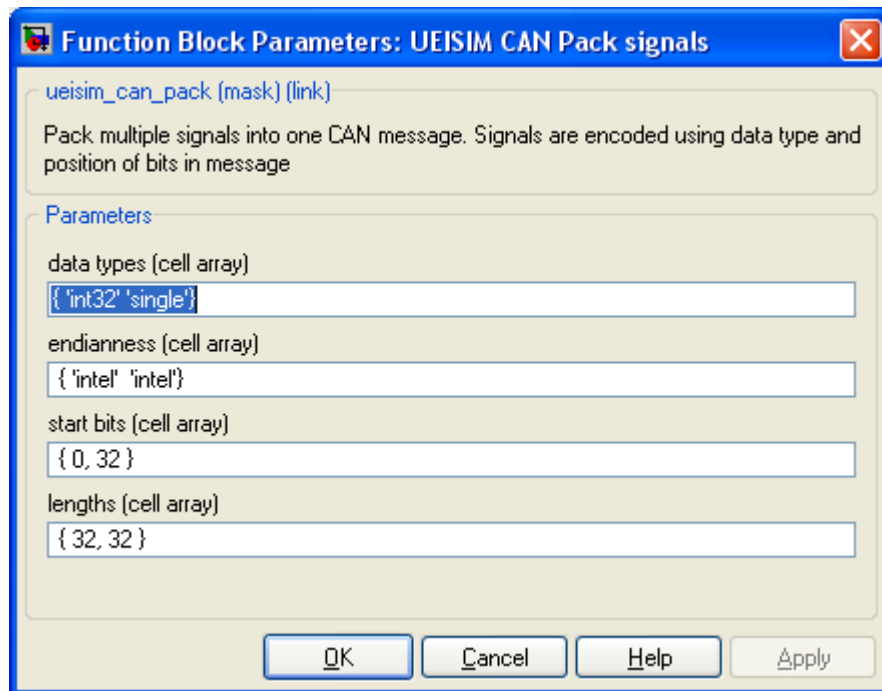 Function Block Parameters: UEISIM CAN Pack signals
ueisim_can_pack (mask) (link)
Pack multiple signals into one CAN message. Signals are encoded using data type and
position of bits in message
Parameters
data types (cell array)
{ 'int32' 'single'}
endianness (cell array)
{ 'intel'  'intel'}
start bits (cell array)
{ 0, 32 }
lengths (cell array)
{ 32, 32 }
OK Cancel Help Apply